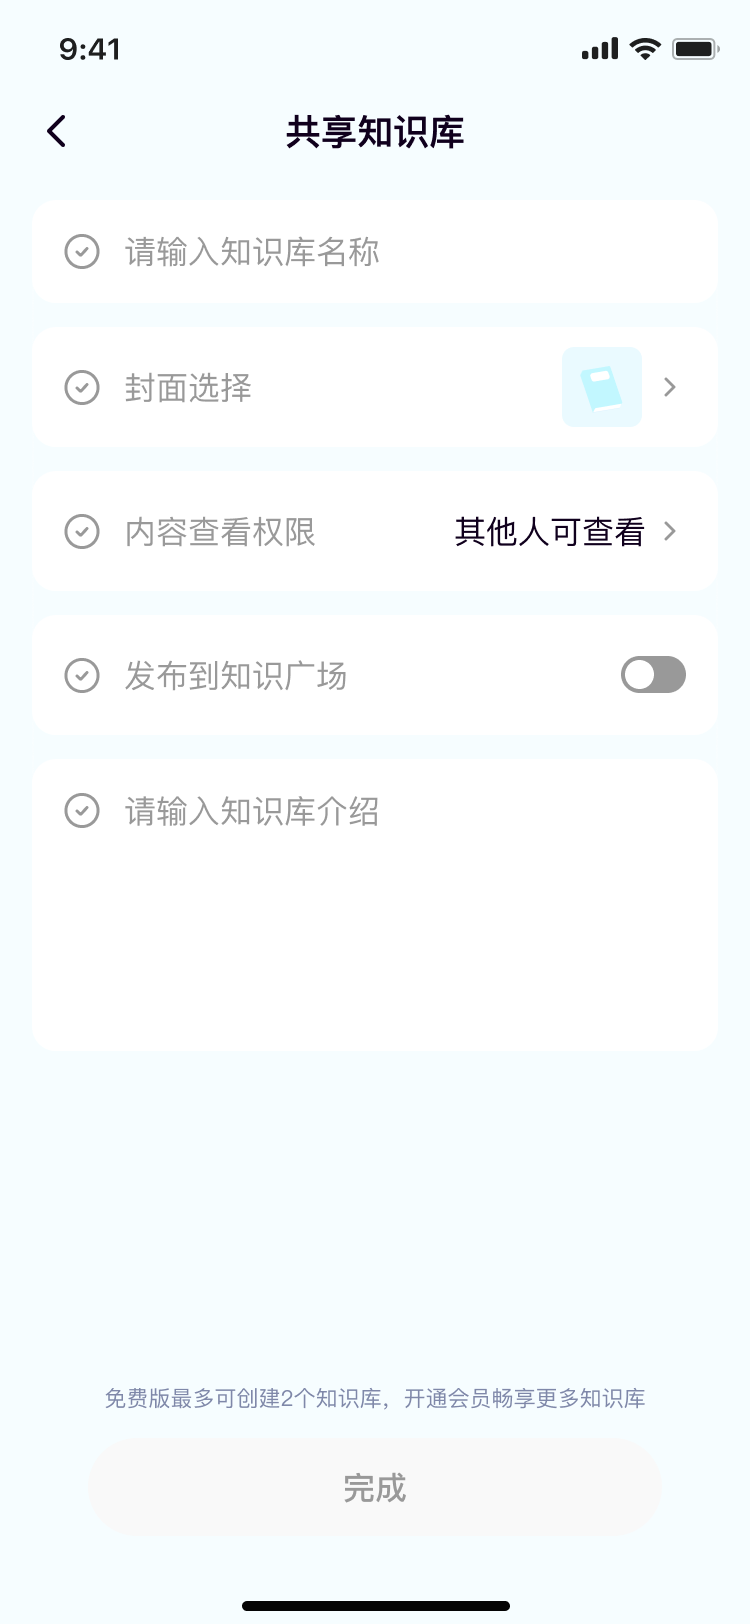 9:41
共享知识库
请输入知识库名称
封面选择
内容查看权限 其他人可查看
发布到知识广场
请输入知识库介绍
免费版最多可创建2个知识库，开通会员畅享更多知识库
完成